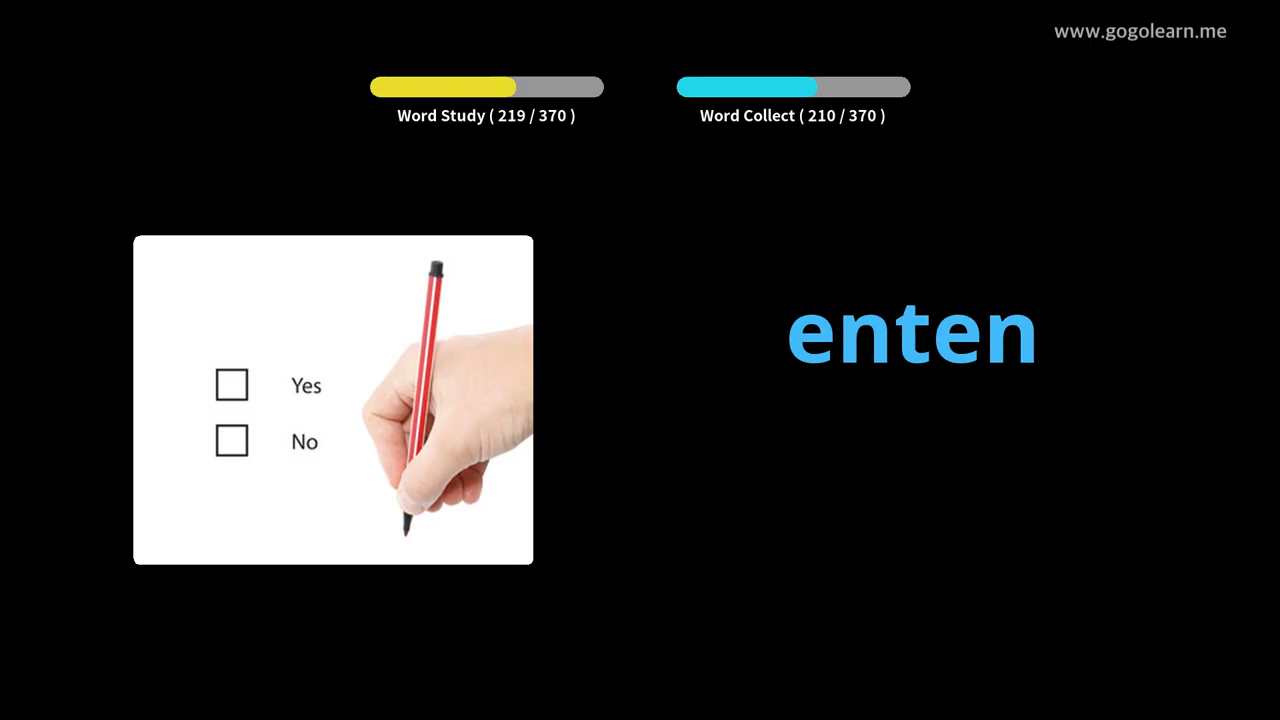 www.gogolearn.me
Word Study ( 219 / 370 )
Word Collect ( 210 / 370 )
enten
Yes
No